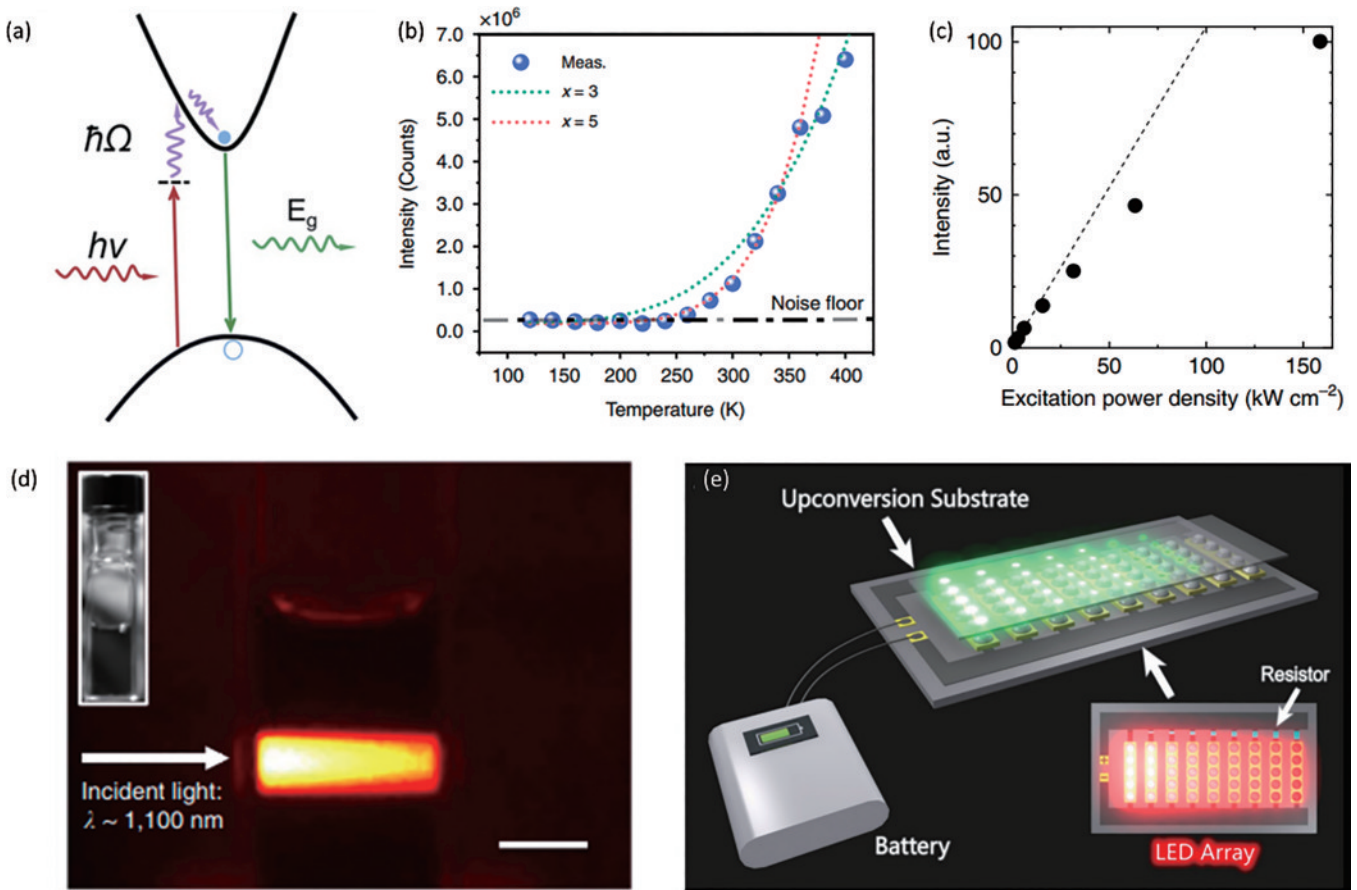 (a)
ħΩ
hν
E_g
(b)
×10⁶
7.0
6.0
5.0
4.0
3.0
2.0
1.0
0.0
Intensity (Counts)
Meas.
x = 3
x = 5
Noise floor
100 150 200 250 300 350 400
Temperature (K)
(c)
100
50
0
Intensity (a.u.)
0 50 100 150
Excitation power density (kW cm⁻²)
(d)
Incident light:
λ ~ 1,100 nm
(e)
Upconversion Substrate
Resistor
+
−
Battery
LED Array